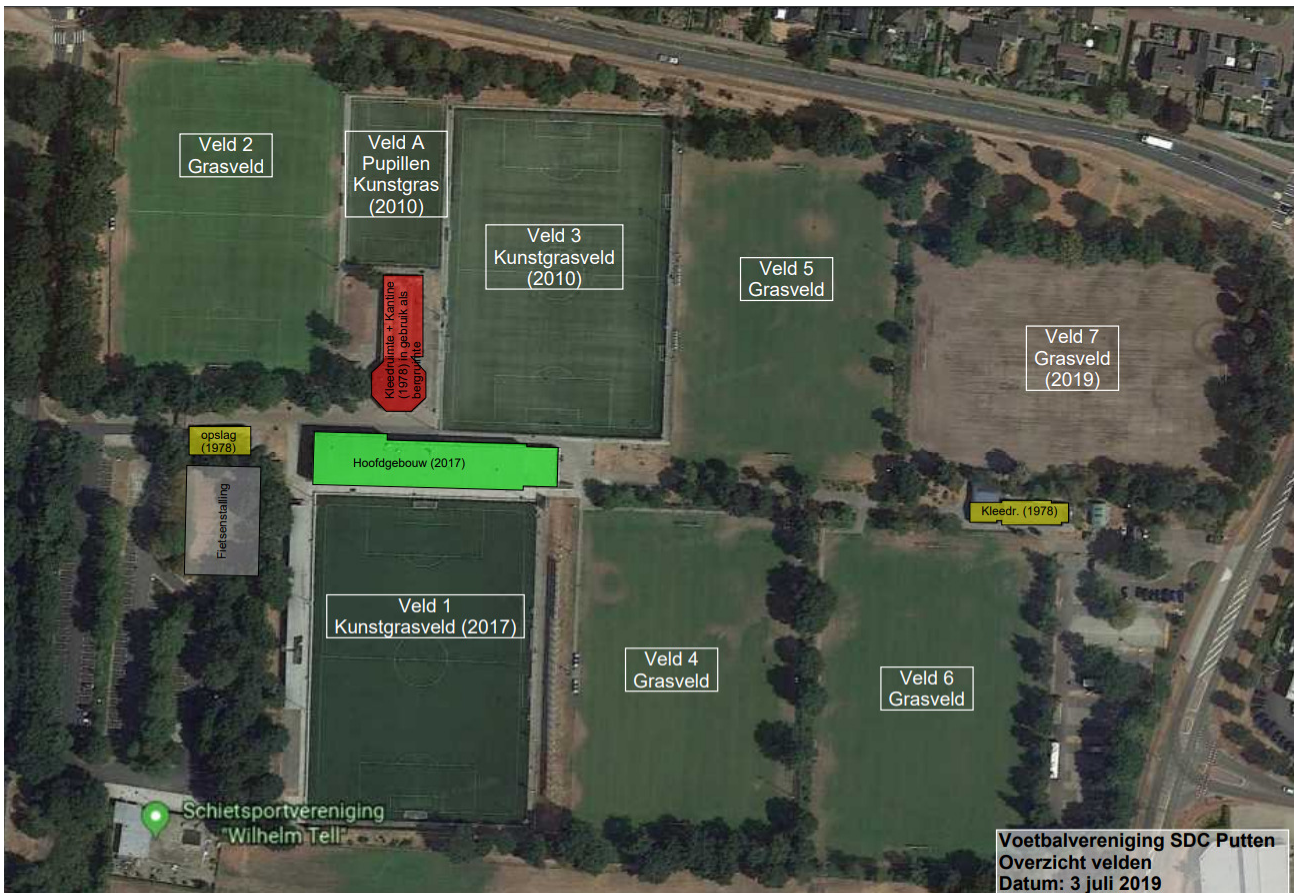 Veld 2
Grasveld
Veld A
Pupillen
Kunstgras
(2010)
Veld 3
Kunstgrasveld
(2010)
Veld 5
Grasveld
Veld 7
Grasveld
(2019)
Kleedruimte + Kantine
(1978) in gebruik als
bergruimte
opslag
(1978)
Hoofdgebouw (2017)
Fietsenstalling
Kleedr. (1978)
Veld 1
Kunstgrasveld (2017)
Veld 4
Grasveld
Veld 6
Grasveld
Schietsportvereniging
"Wilhelm Tell"
Voetbalvereniging SDC Putten
Overzicht velden
Datum: 3 juli 2019